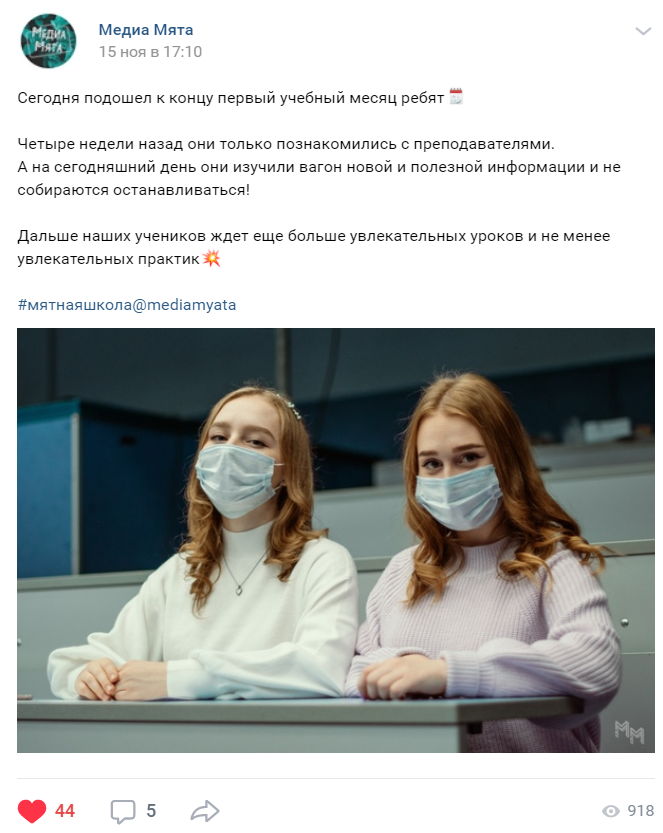 Медиа Мята
Медиа Мята
15 ноя в 17:10
Сегодня подошел к концу первый учебный месяц ребят
Четыре недели назад они только познакомились с преподавателями.
А на сегодняшний день они изучили вагон новой и полезной информации и не
собираются останавливаться!
Дальше наших учеников ждет еще больше увлекательных уроков и не менее
увлекательных практик
#мятнаяшкола@mediamyata
ММ
44
5
918